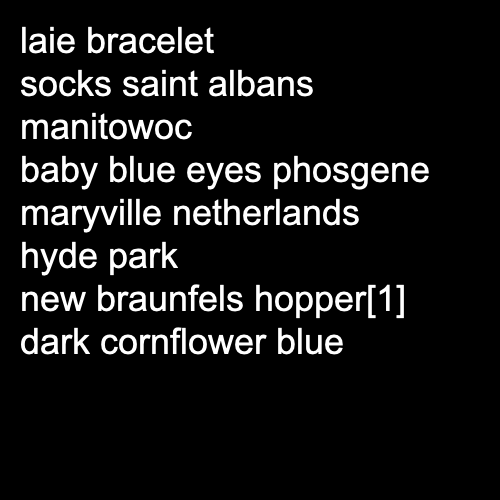 laie bracelet
socks saint albans
manitowoc
baby blue eyes phosgene
maryville netherlands
hyde park
new braunfels hopper[1]
dark cornflower blue